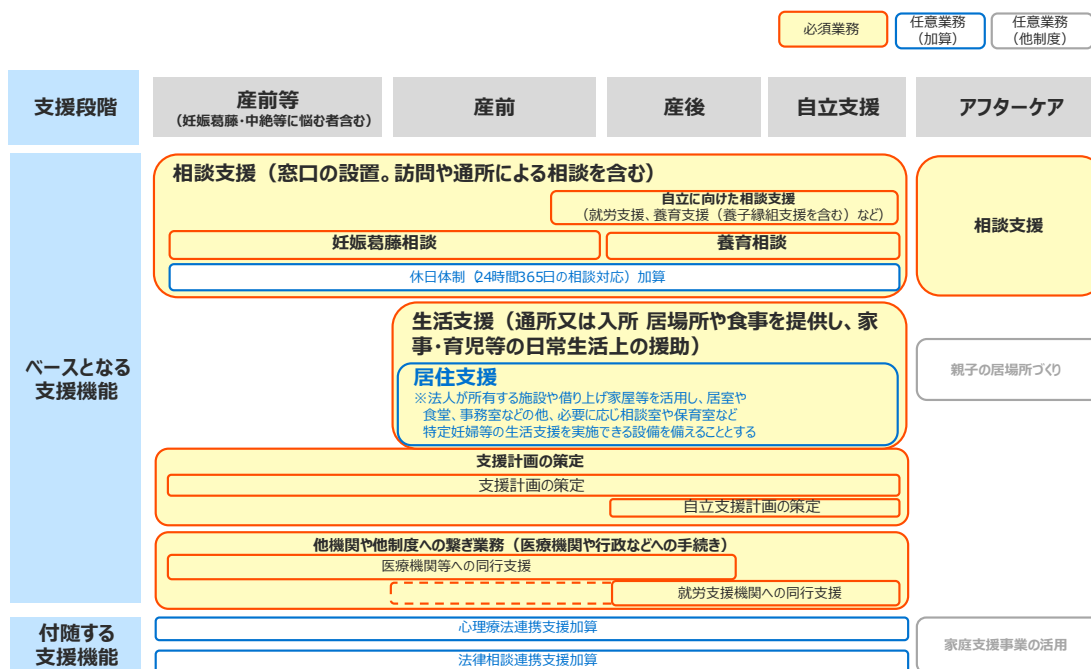 必須業務
任意業務
（加算）
任意業務
（他制度）
支援段階
産前等
（妊娠葛藤･中絶等に悩む者含む）
産前
産後
自立支援
アフターケア
ベースとなる
支援機能
相談支援（窓口の設置。訪問や通所による相談を含む）
自立に向けた相談支援
（就労支援、養育支援（養子縁組支援を含む）など）
妊娠葛藤相談
養育相談
休日体制（24時間365日の相談対応）加算
相談支援
生活支援（通所又は入所 居場所や食事を提供し、家
事･育児等の日常生活上の援助）
居住支援
※法人が所有する施設や借り上げ家屋等を活用し、居室や
食堂、事務室などの他、必要に応じ相談室や保育室など
特定妊婦等の生活支援を実施できる設備を備えることとする
親子の居場所づくり
支援計画の策定
支援計画の策定
自立支援計画の策定
他機関や他制度への繋ぎ業務（医療機関や行政などへの手続き）
医療機関等への同行支援
就労支援機関への同行支援
付随する
支援機能
心理療法連携支援加算
法律相談連携支援加算
家庭支援事業の活用